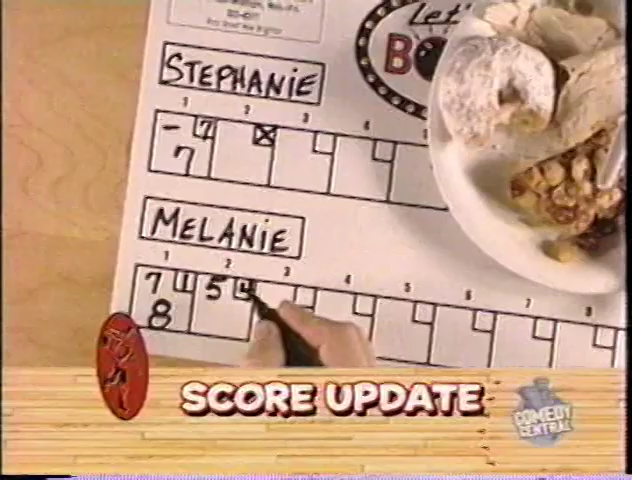 Let's
BO
STEPHANIE
1 2 3 4
- 7
7
MELANIE
1 2 3 4 5 6 7 8
7 4 5 4
8
SCORE UPDATE
COMEDY
CENTRAL